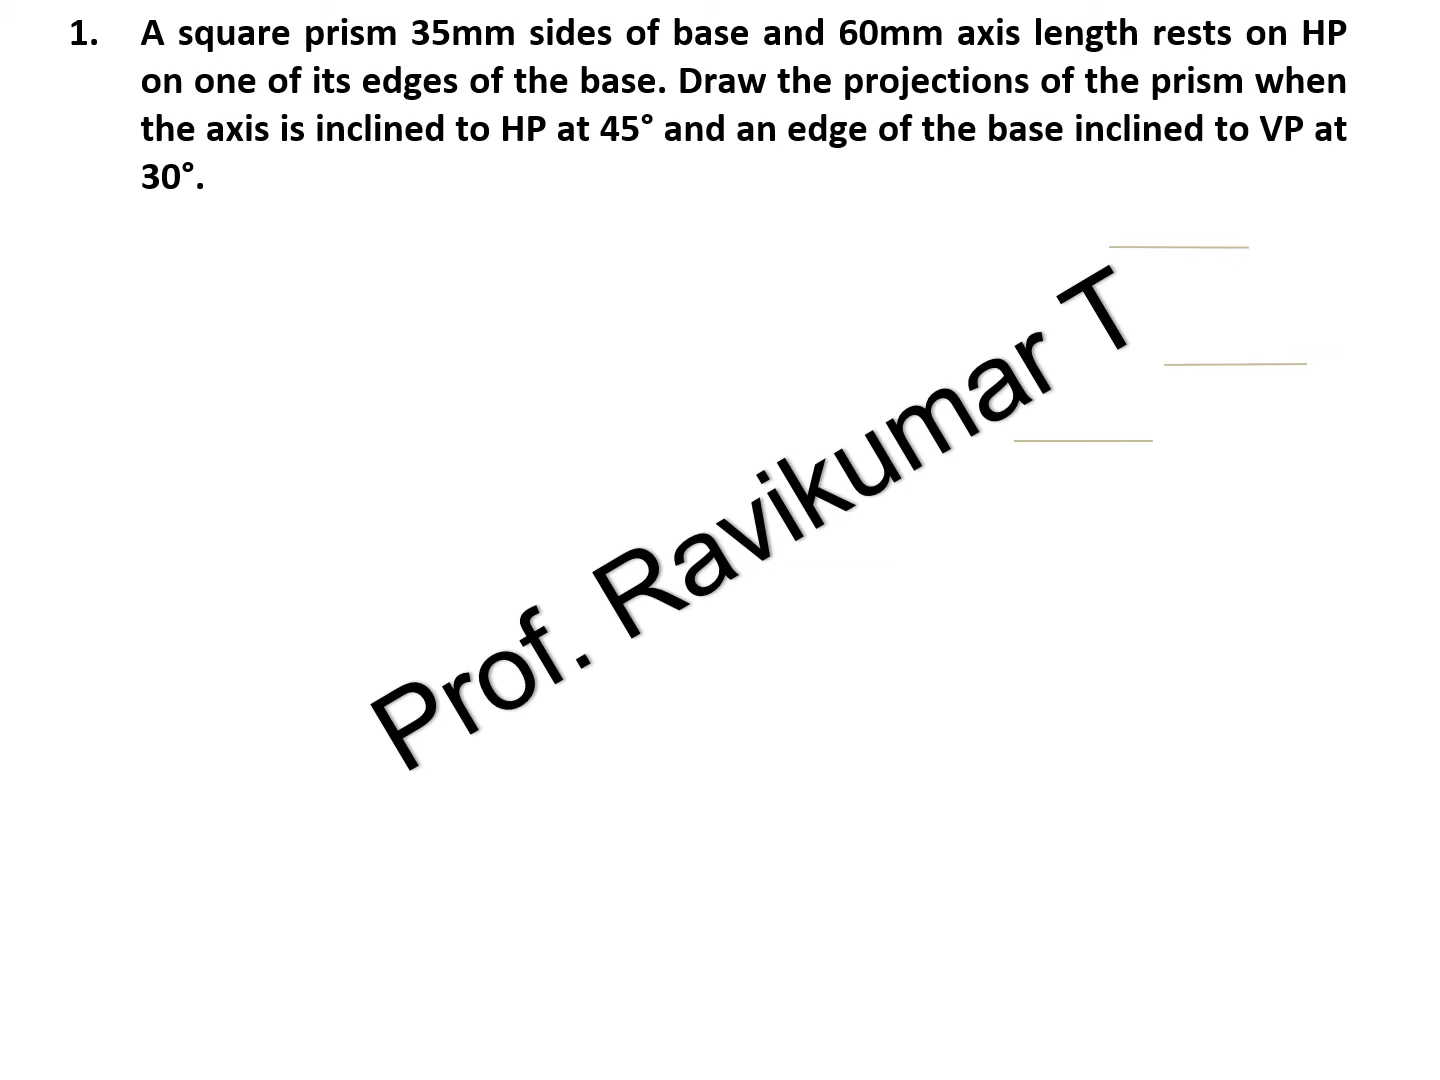 1. A square prism 35mm sides of base and 60mm axis length rests on HP
on one of its edges of the base. Draw the projections of the prism when
the axis is inclined to HP at 45° and an edge of the base inclined to VP at
30°.
Prof. Ravikumar T